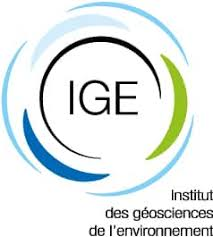 IGE
Institut
des géosciences
de l'environnement